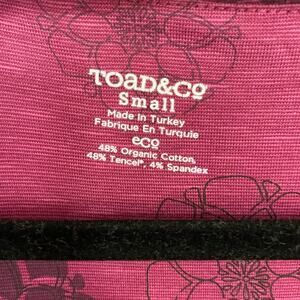 Toad&Co
Small
Made In Turkey
Fabrique En Turquie
eco
48% Organic Cotton,
48% Tencel®, 4% Spandex